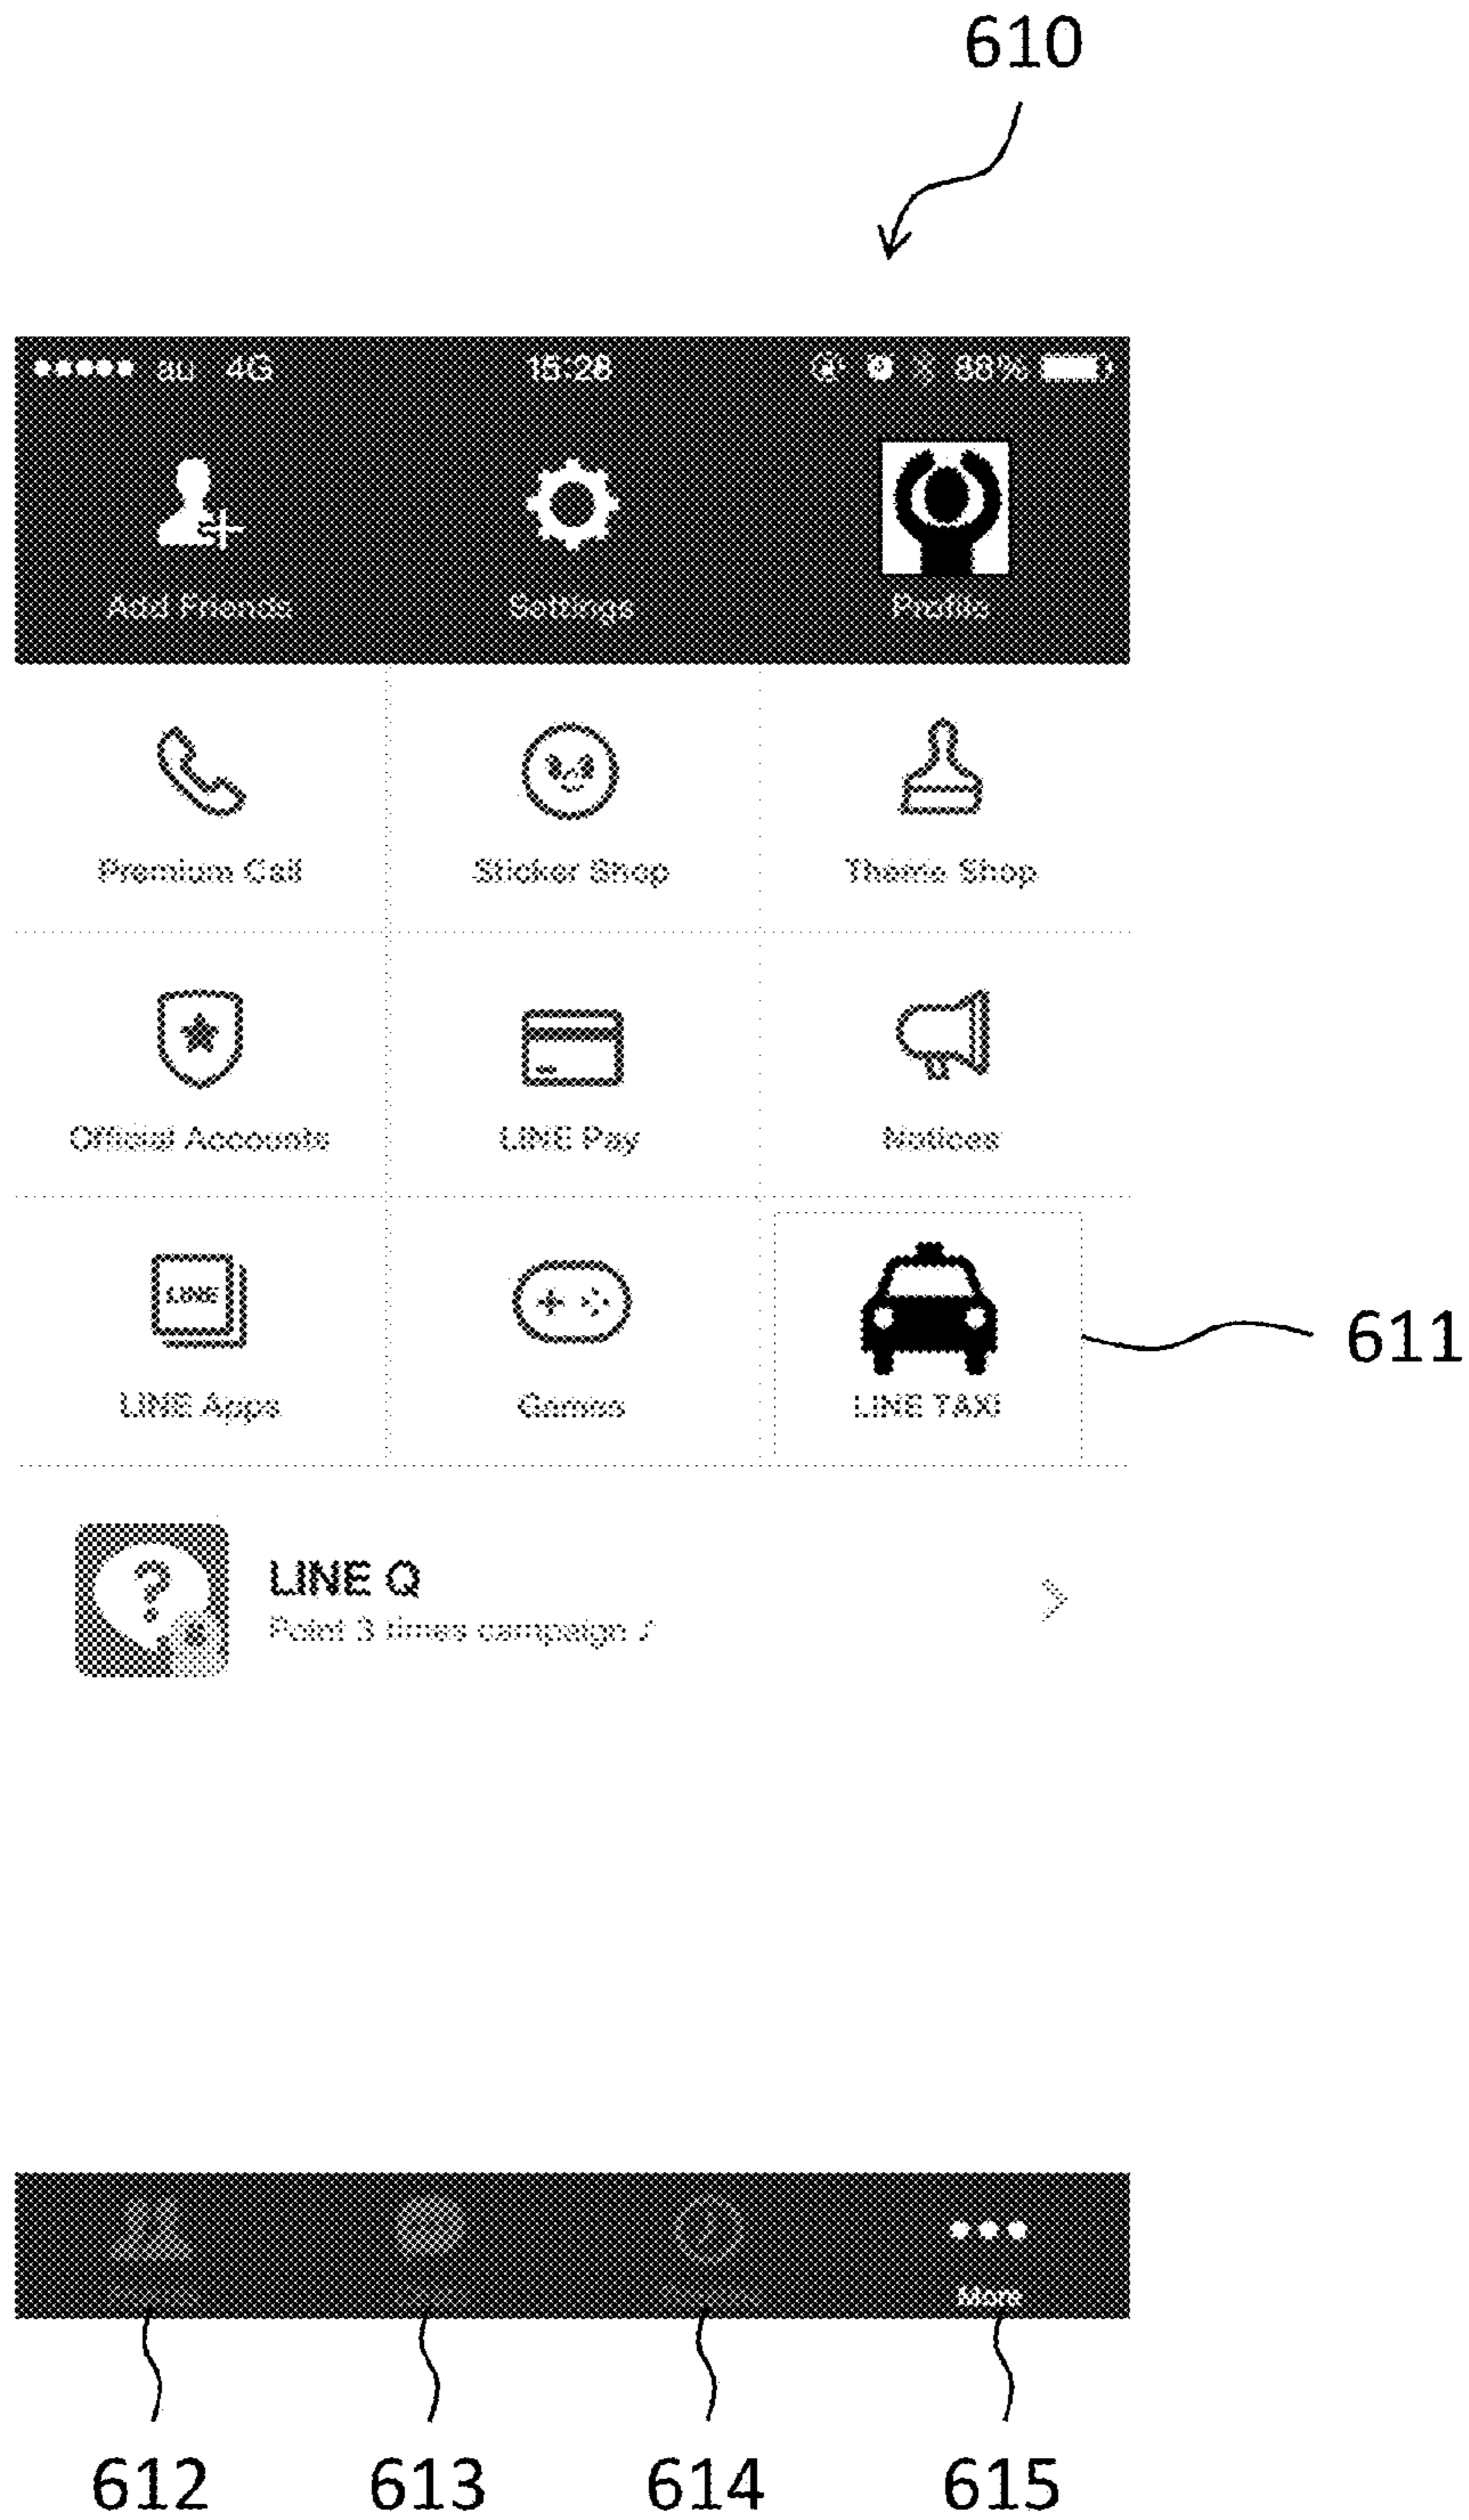 610
au 4G 15:28 88%
Add Friends Settings Profile
Premium Call Sticker Shop Theme Shop
Official Accounts LINE Pay Notices
LINE
LINE Apps Games LINE TAXI
611
?
LINE Q
Point 3 times campaign ♪
More
612 613 614 615